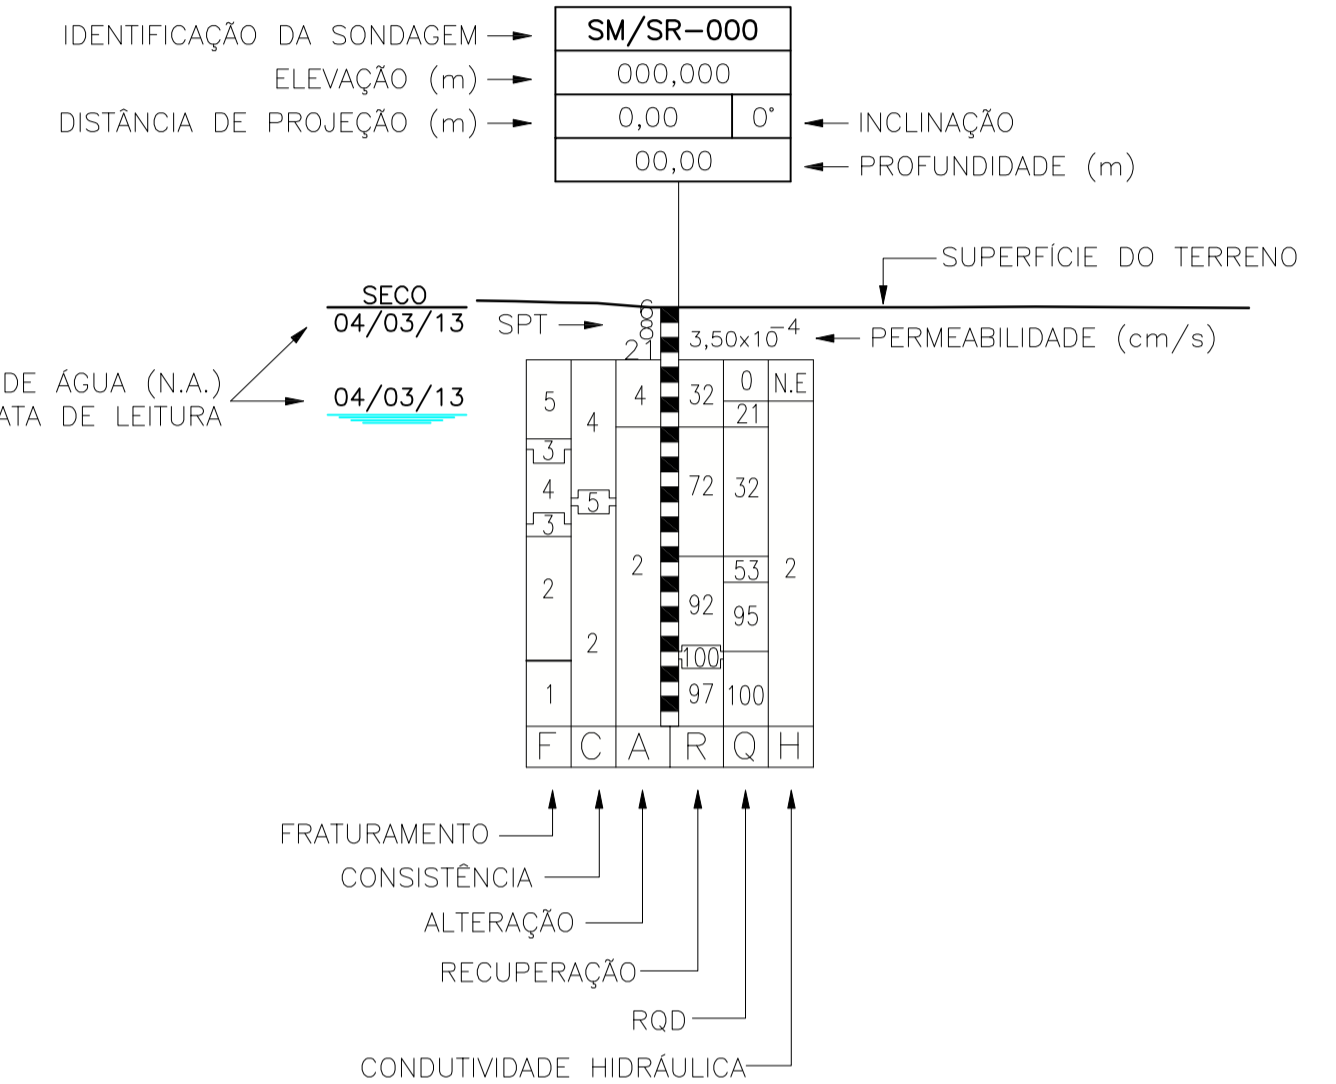 IDENTIFICAÇÃO DA SONDAGEM SM/SR-000
ELEVAÇÃO (m) 000,000
DISTÂNCIA DE PROJEÇÃO (m) 0,00 0° INCLINAÇÃO
00,00 PROFUNDIDADE (m)
SUPERFÍCIE DO TERRENO
SECO
04/03/13 SPT 6
8
8
21
3,50x10-4 PERMEABILIDADE (cm/s)
DE ÁGUA (N.A.) 04/03/13
ATA DE LEITURA
5 4 4 32 0 N.E
21
3
4 5 72 32
3
2 2 53 2
92 95
2
100
1 97 100
F C A R Q H
FRATURAMENTO
CONSISTÊNCIA
ALTERAÇÃO
RECUPERAÇÃO
RQD
CONDUTIVIDADE HIDRÁULICA